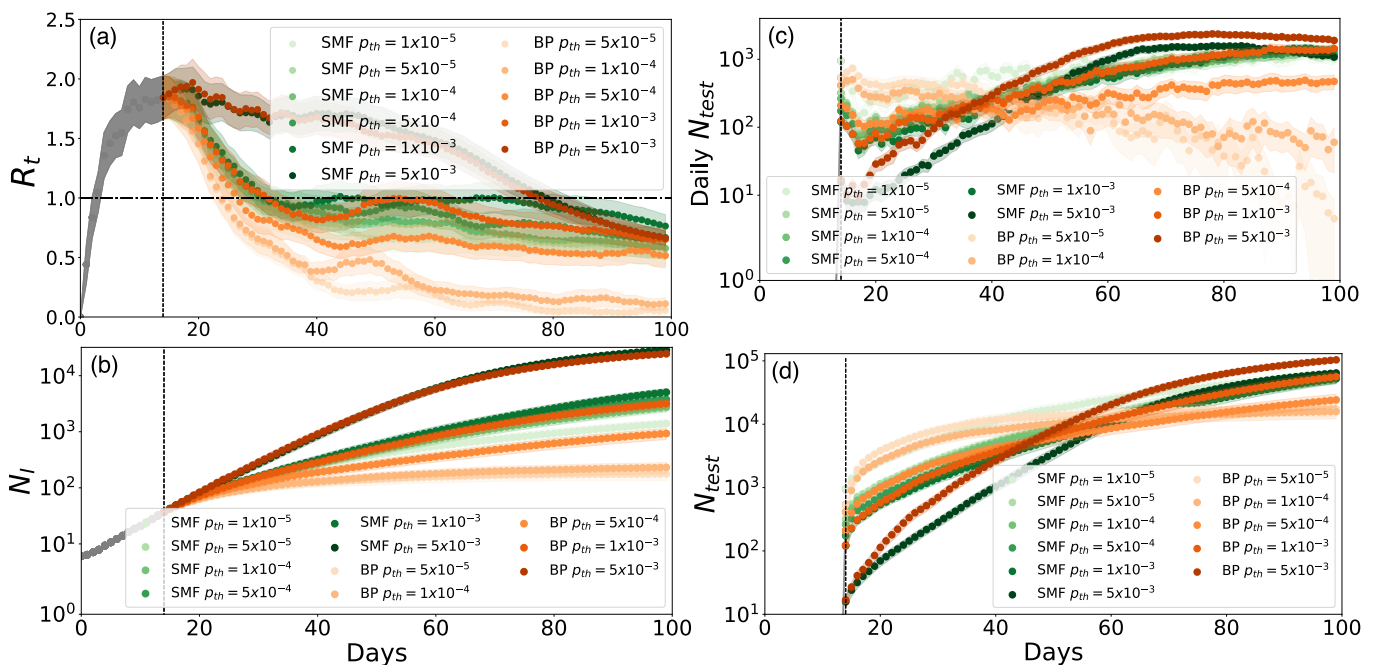 (a)
R_t
2.5
2.0
1.5
1.0
0.5
0.0
0 20 40 60 80 100
SMF p_th = 1x10^-5
SMF p_th = 5x10^-5
SMF p_th = 1x10^-4
SMF p_th = 5x10^-4
SMF p_th = 1x10^-3
SMF p_th = 5x10^-3
BP p_th = 5x10^-5
BP p_th = 1x10^-4
BP p_th = 5x10^-4
BP p_th = 1x10^-3
BP p_th = 5x10^-3
(c)
Daily N_test
10^3
10^2
10^1
10^0
0 20 40 60 80 100
SMF p_th = 1x10^-5
SMF p_th = 5x10^-5
SMF p_th = 1x10^-4
SMF p_th = 5x10^-4
SMF p_th = 1x10^-3
SMF p_th = 5x10^-3
BP p_th = 5x10^-5
BP p_th = 1x10^-4
BP p_th = 5x10^-4
BP p_th = 1x10^-3
BP p_th = 5x10^-3
(b)
N_I
10^4
10^3
10^2
10^1
10^0
0 20 40 60 80 100
Days
SMF p_th = 1x10^-5
SMF p_th = 5x10^-5
SMF p_th = 1x10^-4
SMF p_th = 5x10^-4
SMF p_th = 1x10^-3
SMF p_th = 5x10^-3
BP p_th = 5x10^-5
BP p_th = 1x10^-4
BP p_th = 5x10^-4
BP p_th = 1x10^-3
BP p_th = 5x10^-3
(d)
N_test
10^5
10^4
10^3
10^2
10^1
0 20 40 60 80 100
Days
SMF p_th = 1x10^-5
SMF p_th = 5x10^-5
SMF p_th = 1x10^-4
SMF p_th = 5x10^-4
SMF p_th = 1x10^-3
SMF p_th = 5x10^-3
BP p_th = 5x10^-5
BP p_th = 1x10^-4
BP p_th = 5x10^-4
BP p_th = 1x10^-3
BP p_th = 5x10^-3